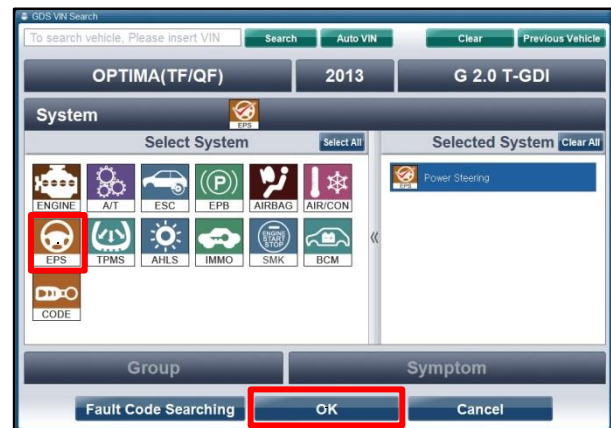 GDS VIN Search
To search vehicle, Please insert VIN Search Auto VIN Clear Previous Vehicle
OPTIMA(TF/QF) 2013 G 2.0 T-GDI
System EPS
Select System Select All Selected System Clear All
ENGINE A/T ESC EPB AIRBAG AIR/CON
EPS Power Steering
EPS TPMS AHLS IMMO SMK BCM
CODE
Group Symptom
Fault Code Searching OK Cancel